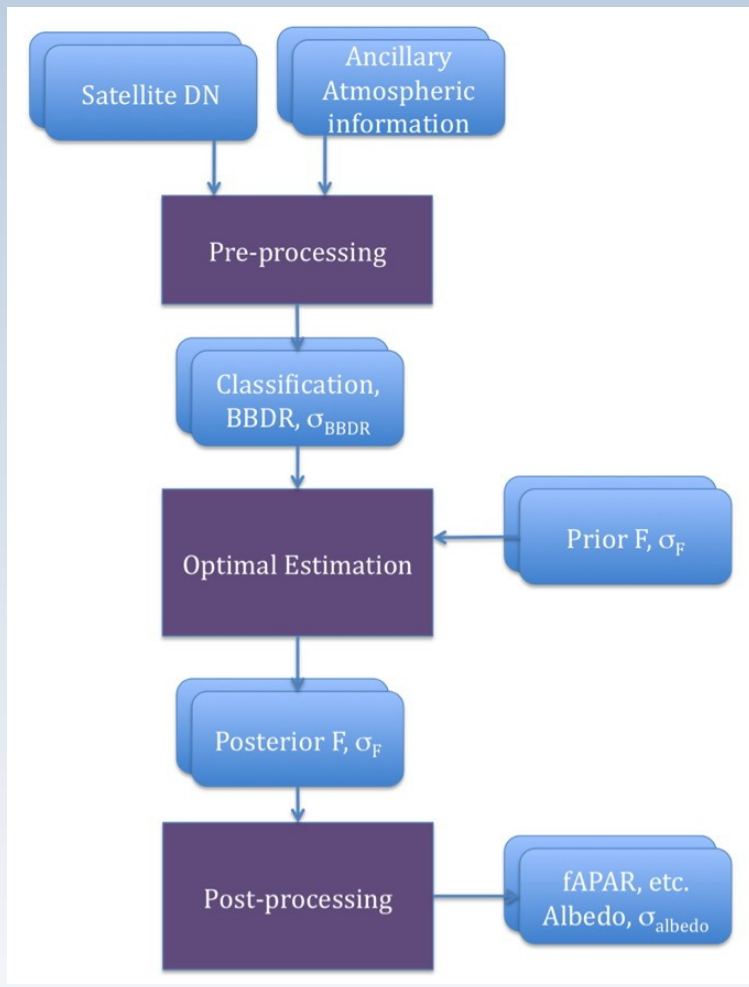 Satellite DN
Ancillary
Atmospheric
information
Pre-processing
Classification,
BBDR, σBBDR
Optimal Estimation
Prior F, σF
Posterior F, σF
Post-processing
fAPAR, etc.
Albedo, σalbedo